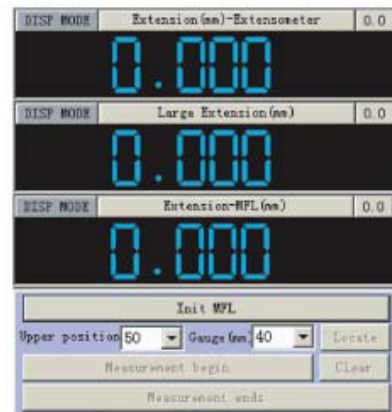 DISP MODE Extension(mm)-Extensometer 0.0
0.000
DISP MODE Large Extension(mm) 0.0
0.000
DISP MODE Extension-MFL(mm) 0.0
0.000
Init MFL
Upper position 50 Gauge(mm) 40 Locate
Measurement begin Clear
Measurement ends